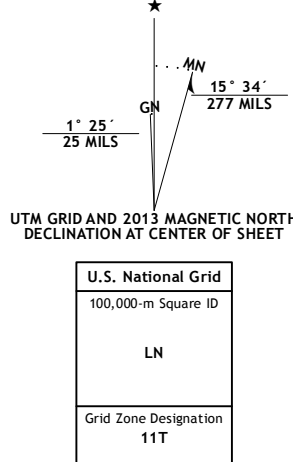 ★
MN
GN
15° 34´
277 MILS
1° 25´
25 MILS
UTM GRID AND 2013 MAGNETIC NORTH
DECLINATION AT CENTER OF SHEET
U.S. National Grid
100,000-m Square ID
LN
Grid Zone Designation
11T